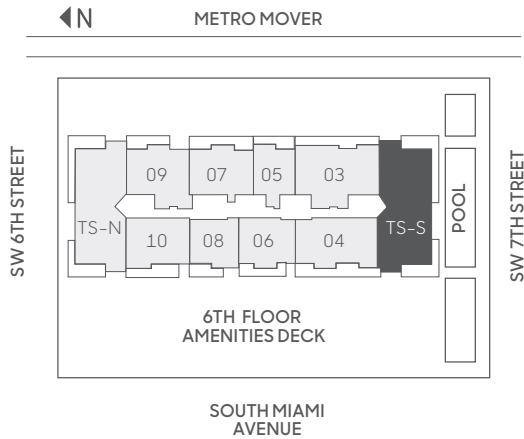 N
METRO MOVER
SW 6TH STREET
09
07
05
03
TS-N
TS-S
10
08
06
04
POOL
SW 7TH STREET
6TH FLOOR
AMENITIES DECK
SOUTH MIAMI
AVENUE